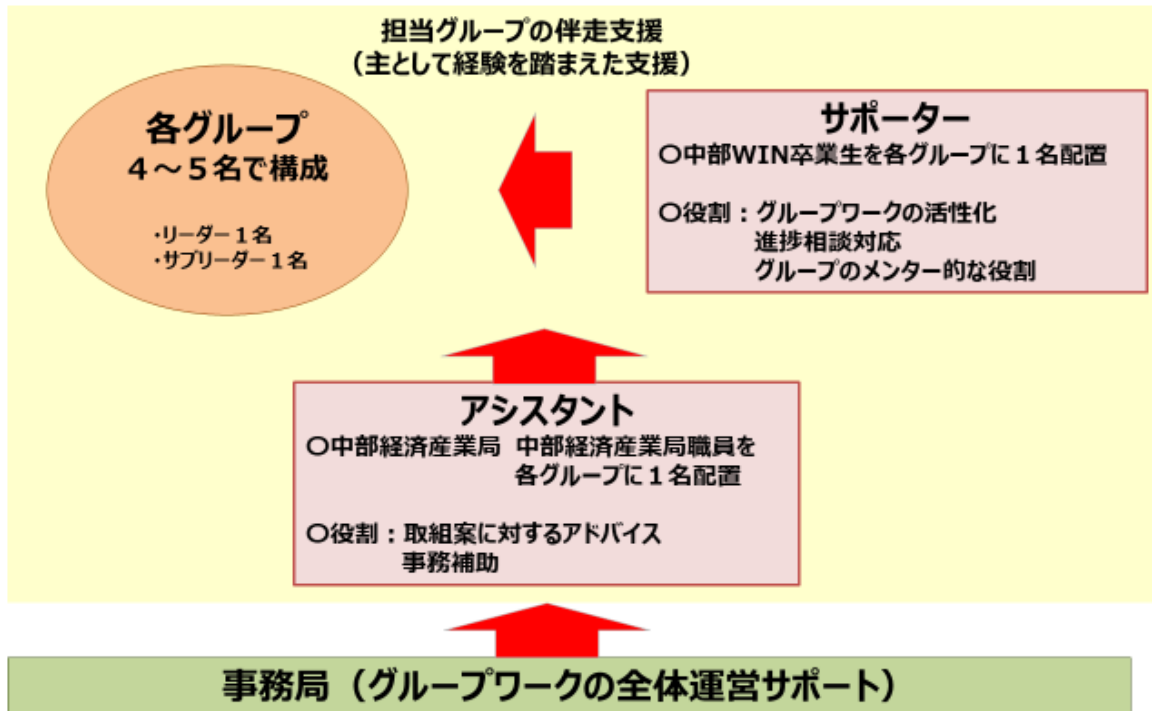 担当グループの伴走支援
（主として経験を踏まえた支援）
各グループ
４～５名で構成
・リーダー１名
・サブリーダー１名
サポーター
〇中部WIN卒業生を各グループに１名配置
〇役割：グループワークの活性化
進捗相談対応
グループのメンター的な役割
アシスタント
〇中部経済産業局 中部経済産業局職員を
各グループに１名配置
〇役割：取組案に対するアドバイス
事務補助
事務局（グループワークの全体運営サポート）